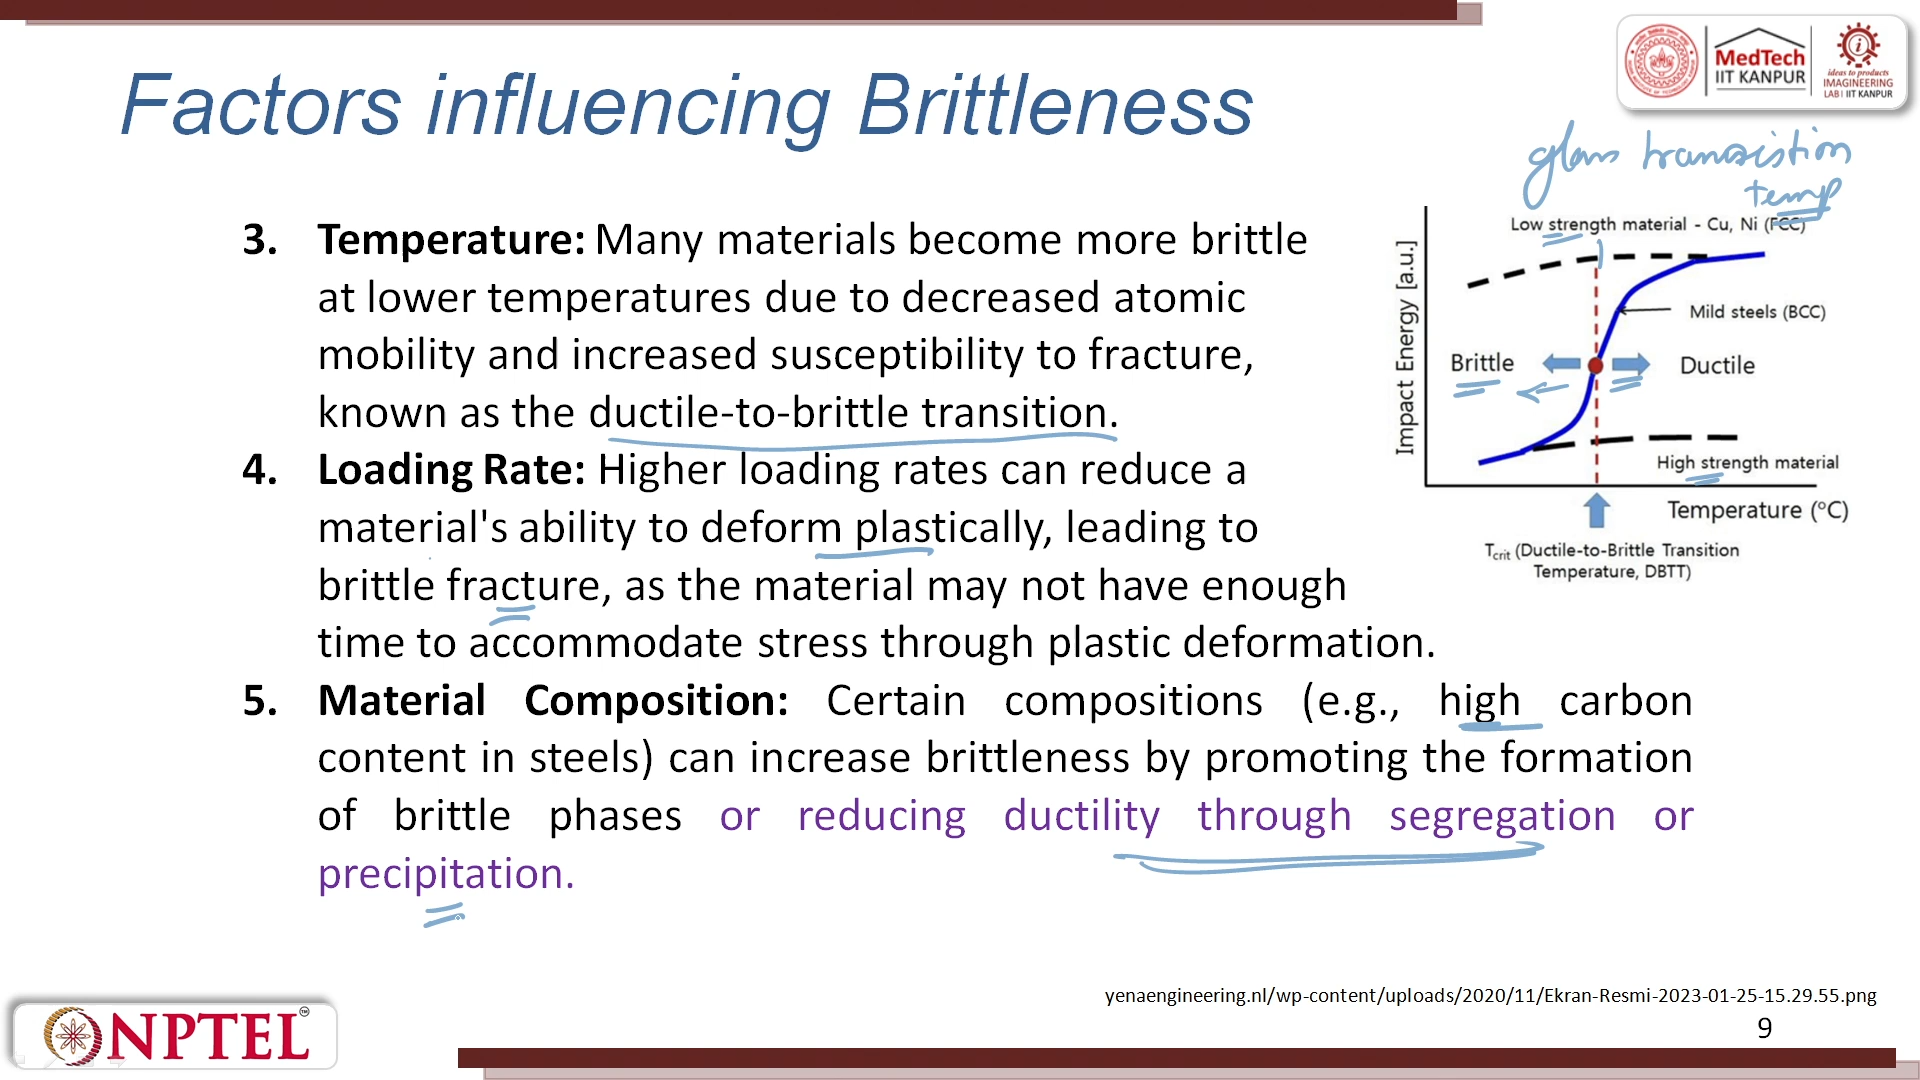 Factors influencing Brittleness
MedTech
IIT KANPUR
ideas to products
IMAGINEERING
LAB | IIT KANPUR
glass transistion
temp
3. Temperature: Many materials become more brittle
at lower temperatures due to decreased atomic
mobility and increased susceptibility to fracture,
known as the ductile-to-brittle transition.
4. Loading Rate: Higher loading rates can reduce a
material's ability to deform plastically, leading to
brittle fracture, as the material may not have enough
time to accommodate stress through plastic deformation.
5. Material Composition: Certain compositions (e.g., high carbon
content in steels) can increase brittleness by promoting the formation
of brittle phases or reducing ductility through segregation or
precipitation.
Low strength material - Cu, Ni (FCC)
Impact Energy [a.u.]
Mild steels (BCC)
Brittle
Ductile
High strength material
Temperature (°C)
Tcrit (Ductile-to-Brittle Transition
Temperature, DBTT)
yenaengineering.nl/wp-content/uploads/2020/11/Ekran-Resmi-2023-01-25-15.29.55.png
9
NPTEL
TM